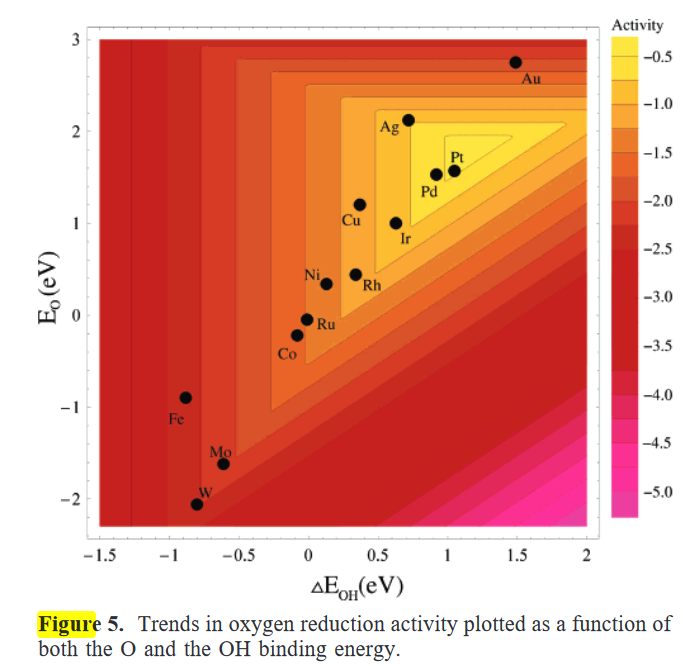 Activity
3
2
1
0
−1
−2
E_O (eV)
Au
Ag
Pt
Pd
Cu
Ir
Ni
Rh
Ru
Co
Fe
Mo
W
−0.5
−1.0
−1.5
−2.0
−2.5
−3.0
−3.5
−4.0
−4.5
−5.0
−1.5 −1 −0.5 0 0.5 1 1.5 2
ΔE_OH(eV)
Figure 5. Trends in oxygen reduction activity plotted as a function of
both the O and the OH binding energy.